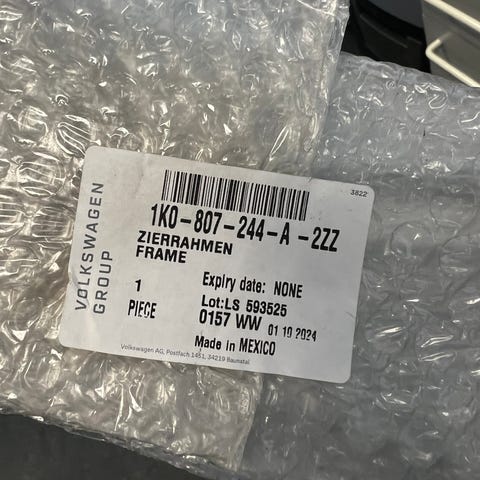 VOLKSWAGEN
GROUP
3822
1K0-807-244-A -2ZZ
ZIERRAHMEN
FRAME
1
PIECE
Expiry date: NONE
Lot:LS 593525
0157 WW 01 10 2024
Made in MEXICO
Volkswagen AG, Postfach 1451, 34219 Baunatal